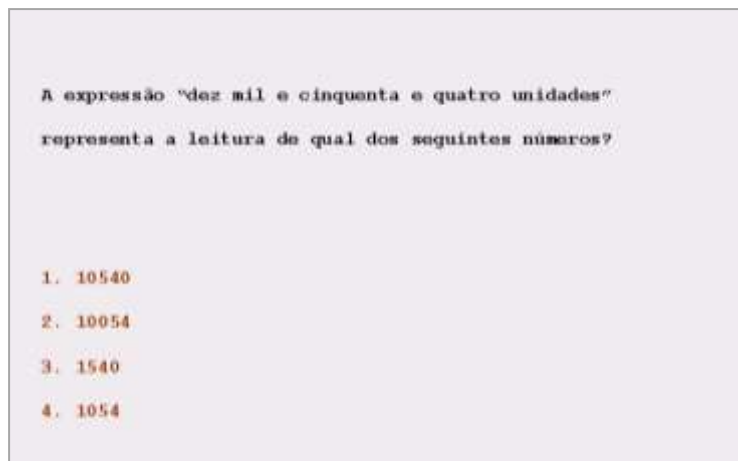 A expressão "dez mil e cinquenta e quatro unidades"
representa a leitura de qual dos seguintes números?
1. 10540
2. 10054
3. 1540
4. 1054